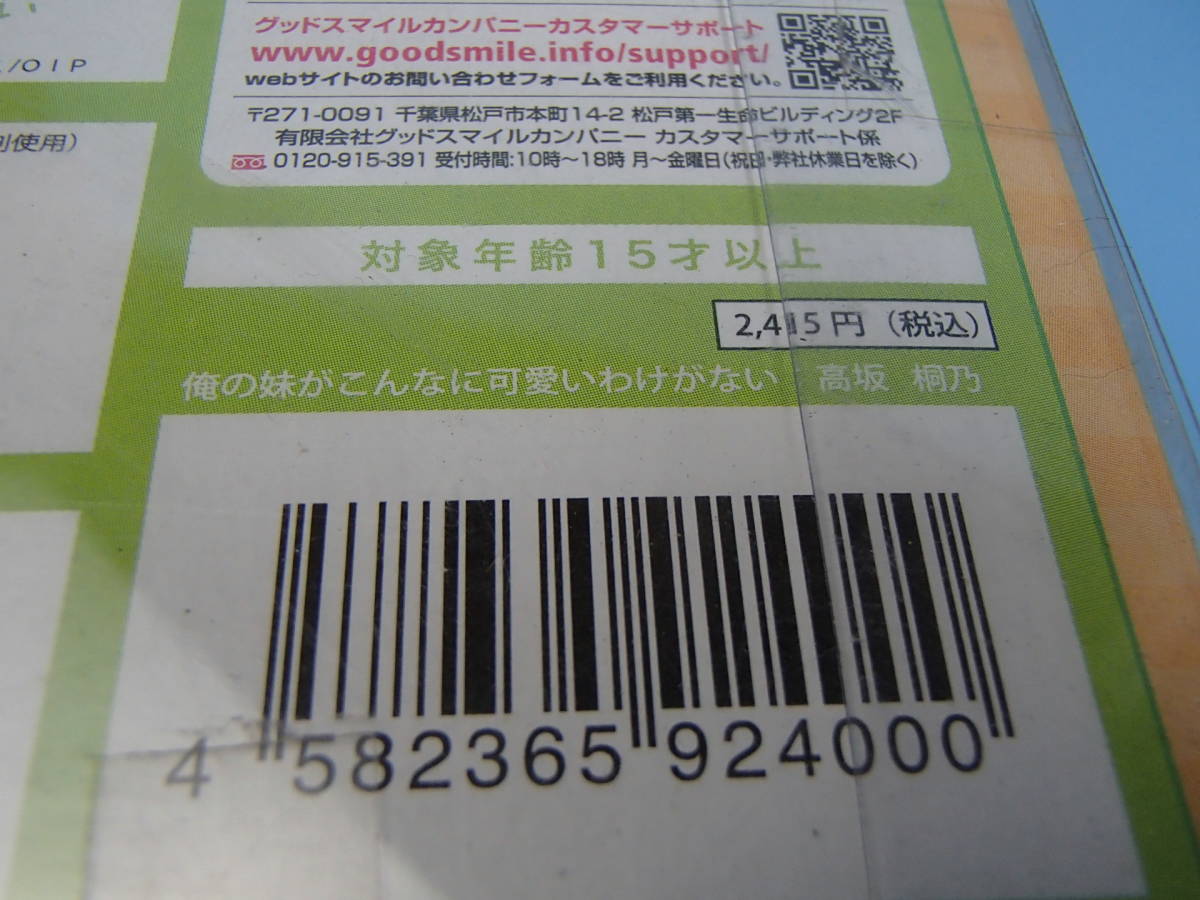 い
/OIP
使用)
グッドスマイルカンパニーカスタマーサポート
www.goodsmile.info/support/
webサイトのお問い合わせフォームをご利用ください。
〒271-0091 千葉県松戸市本町14-2 松戸第一生命ビルディング2F
有限会社グッドスマイルカンパニー カスタマーサポート係
0120-915-391 受付時間:10時～18時 月～金曜日(祝日・弊社休業日を除く)
対象年齢15才以上
2,415円 (税込)
俺の妹がこんなに可愛いわけがない 高坂 桐乃
4 582365 924000